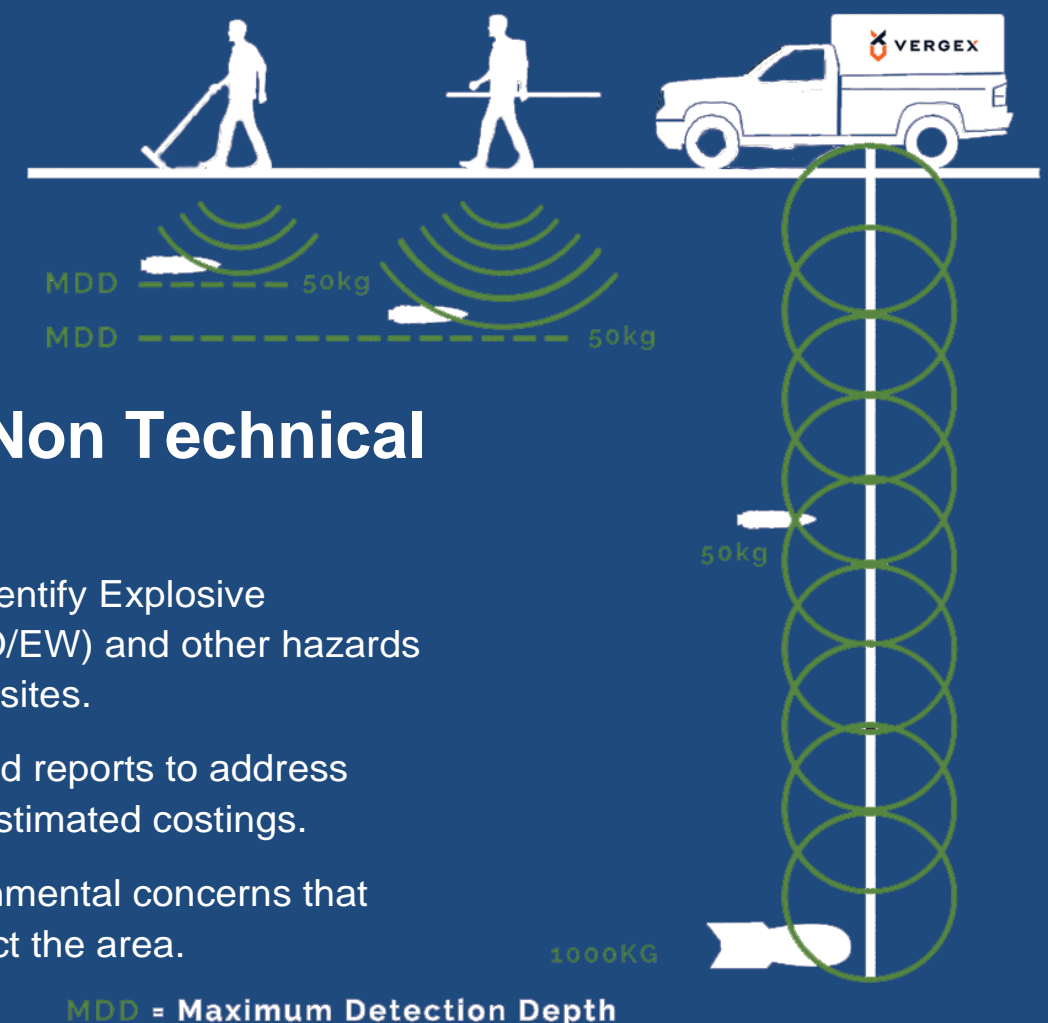 VERGEX
MDD
50kg
MDD
50kg
Non Technical
50kg
entify Explosive
/EW) and other hazards
sites.
d reports to address
stimated costings.
nmental concerns that
ct the area.
1000KG
MDD = Maximum Detection Depth